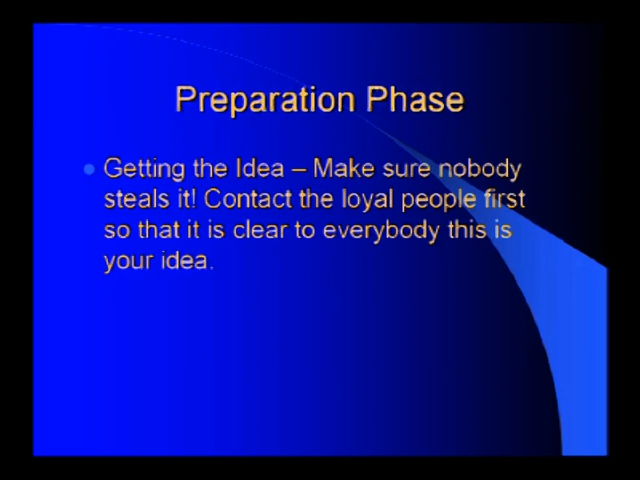 Preparation Phase
Getting the Idea – Make sure nobody
steals it! Contact the loyal people first
so that it is clear to everybody this is
your idea.